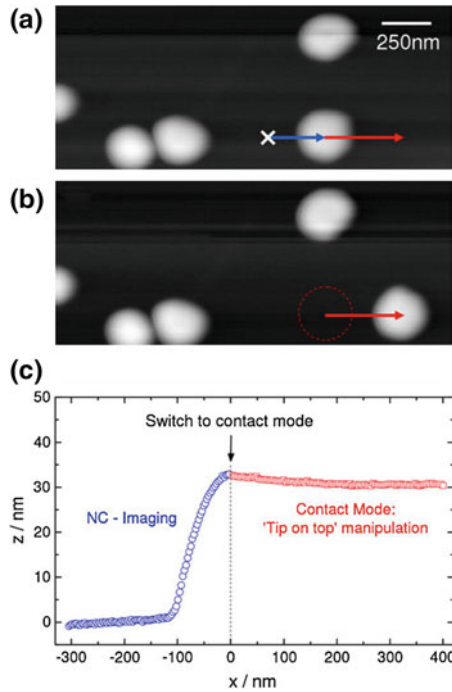 (a)
250nm
(b)
(c)
50
40
30
20
10
0
z / nm
Switch to contact mode
NC - Imaging
Contact Mode:
'Tip on top' manipulation
-300 -200 -100 0 100 200 300 400
x / nm